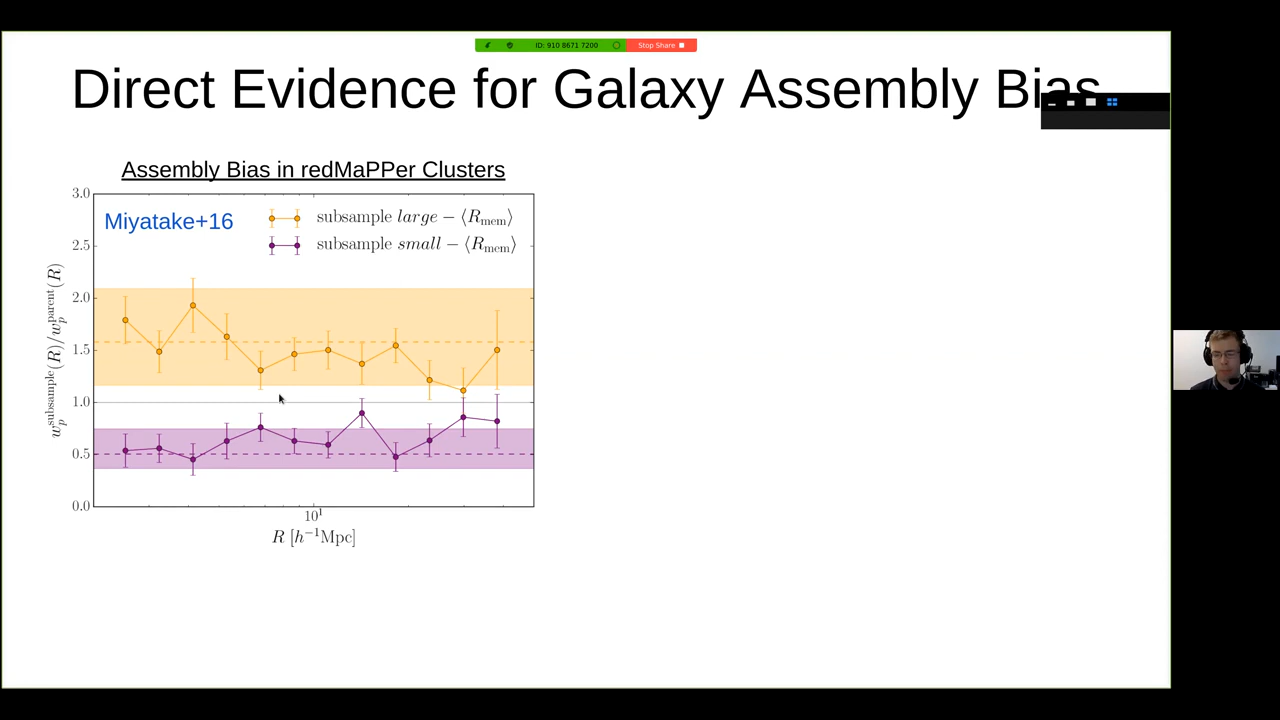 ID: 910 8671 7200
Stop Share
Direct Evidence for Galaxy Assembly Bias
Assembly Bias in redMaPPer Clusters
Miyatake+16
subsample large − ⟨R_mem⟩
subsample small − ⟨R_mem⟩
3.0
2.5
2.0
1.5
1.0
0.5
0.0
w_p^subsample(R)/w_p^parent(R)
10^1
R [h^−1Mpc]